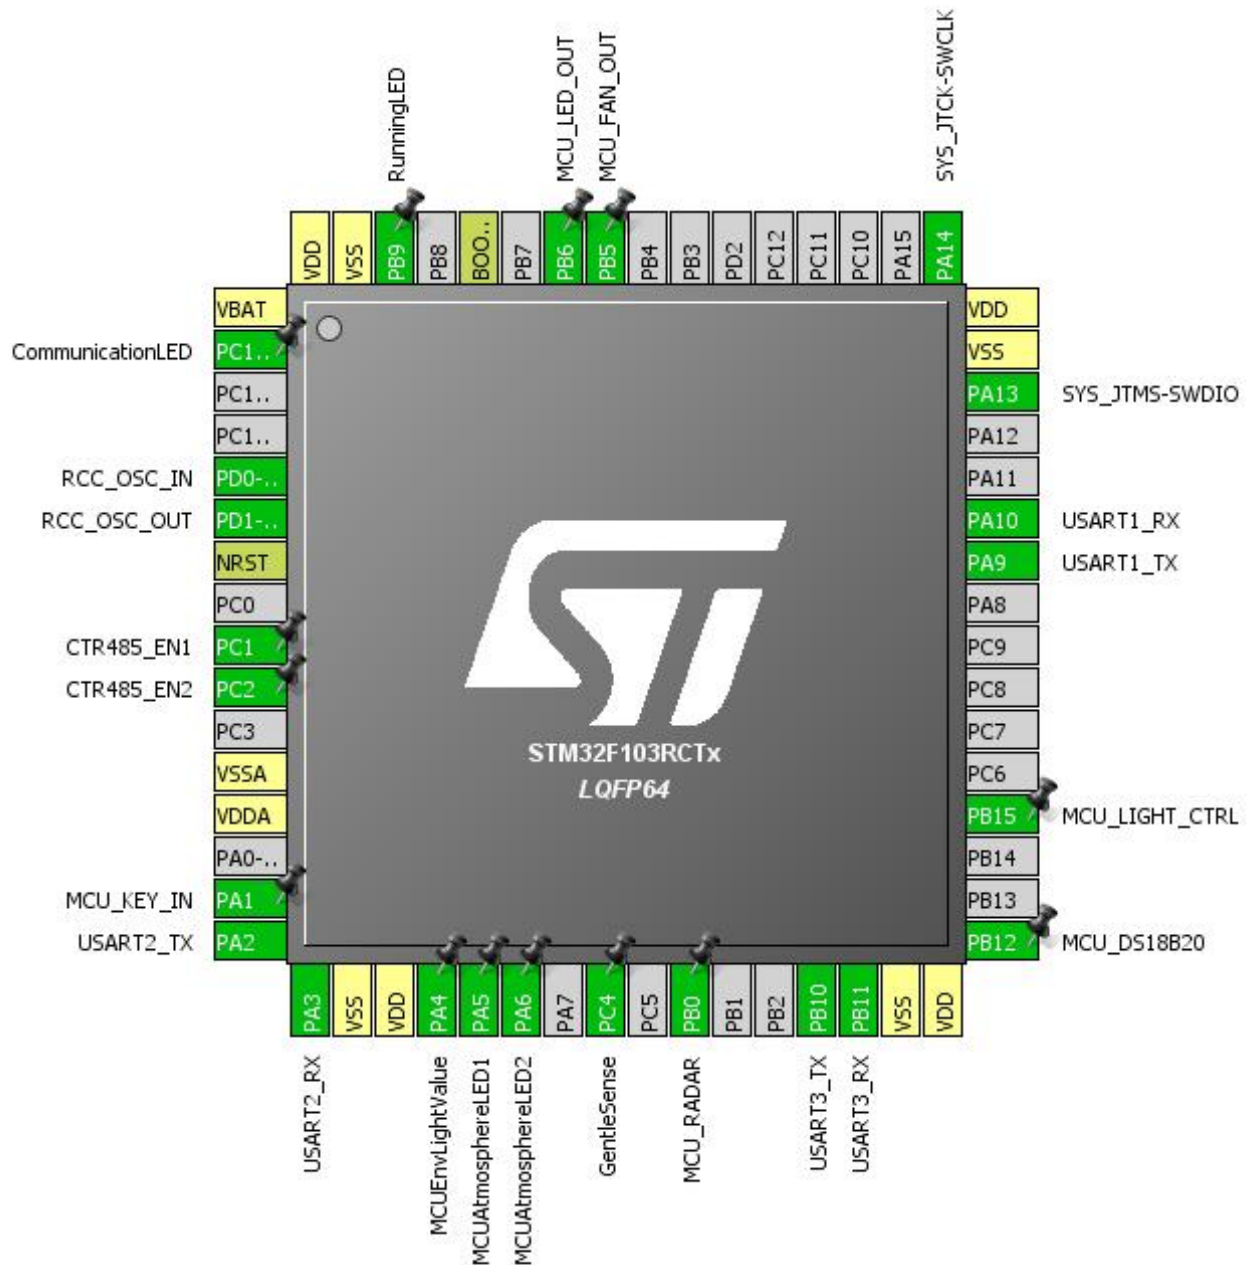 RunningLED
MCU_LED_OUT
MCU_FAN_OUT
SYS_JTCK-SWCLK
VDD
VSS
PB9
PB8
BOO..
PB7
PB6
PB5
PB4
PB3
PD2
PC12
PC11
PC10
PA15
PA14
VBAT
CommunicationLED PC1..
PC1..
PC1..
RCC_OSC_IN PD0-..
RCC_OSC_OUT PD1-..
NRST
PC0
CTR485_EN1 PC1
CTR485_EN2 PC2
PC3
VSSA
VDDA
PA0-..
MCU_KEY_IN PA1
USART2_TX PA2
ST
STM32F103RCTx
LQFP64
VDD
VSS
PA13 SYS_JTMS-SWDIO
PA12
PA11
PA10 USART1_RX
PA9 USART1_TX
PA8
PC9
PC8
PC7
PC6
PB15 MCU_LIGHT_CTRL
PB14
PB13
PB12 MCU_DS18B20
PA3
VSS
VDD
PA4
PA5
PA6
PA7
PC4
PC5
PB0
PB1
PB2
PB10
PB11
VSS
VDD
USART2_RX
MCUEnvLightValue
MCUAtmosphereLED1
MCUAtmosphereLED2
GentleSense
MCU_RADAR
USART3_TX
USART3_RX